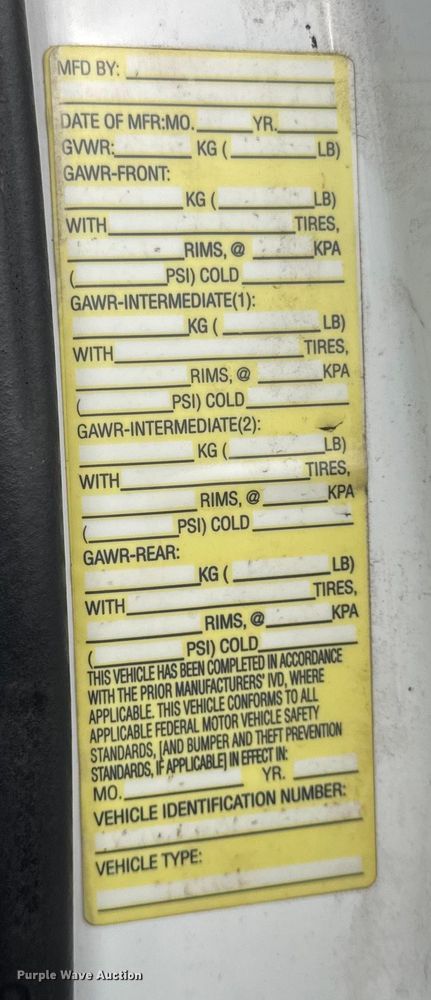 MFD BY:
DATE OF MFR:MO. YR.
GVWR: KG ( LB)
GAWR-FRONT:
KG ( LB)
WITH TIRES,
RIMS, @ KPA
( PSI) COLD
GAWR-INTERMEDIATE(1):
KG ( LB)
WITH TIRES,
RIMS, @ KPA
( PSI) COLD
GAWR-INTERMEDIATE(2):
KG ( LB)
WITH TIRES,
RIMS, @ KPA
( PSI) COLD
GAWR-REAR:
KG ( LB)
WITH TIRES,
RIMS, @ KPA
( PSI) COLD
THIS VEHICLE HAS BEEN COMPLETED IN ACCORDANCE
WITH THE PRIOR MANUFACTURERS' IVD, WHERE
APPLICABLE. THIS VEHICLE CONFORMS TO ALL
APPLICABLE FEDERAL MOTOR VEHICLE SAFETY
STANDARDS, [AND BUMPER AND THEFT PREVENTION
STANDARDS, IF APPLICABLE] IN EFFECT IN:
MO. YR.
VEHICLE IDENTIFICATION NUMBER:
VEHICLE TYPE:
Purple Wave Auction